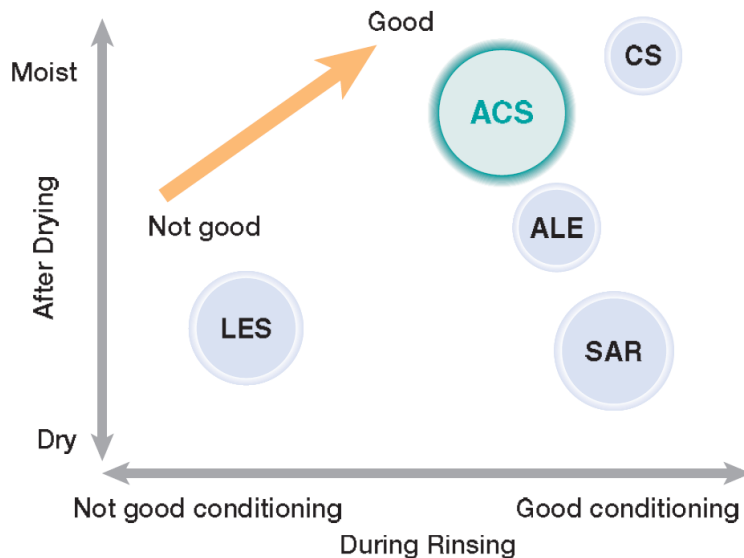 Good
CS
Moist
ACS
Not good
ALE
After Drying
LES
SAR
Dry
Not good conditioning
Good conditioning
During Rinsing